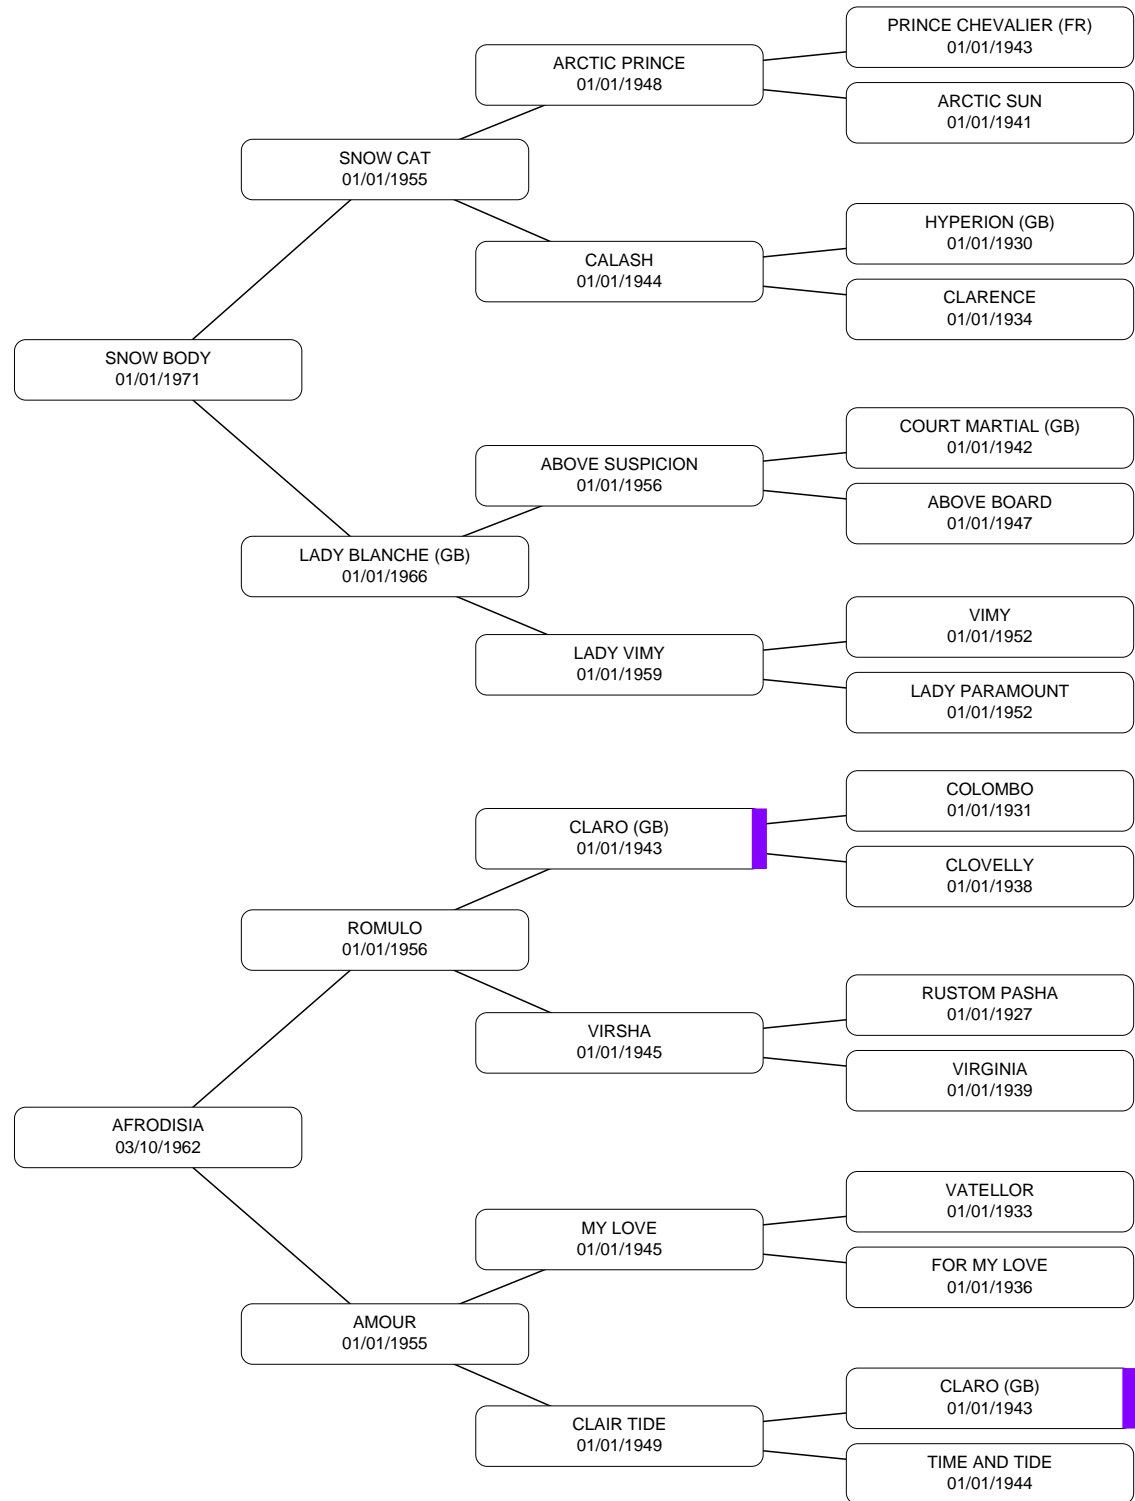 PRINCE CHEVALIER (FR)
01/01/1943
ARCTIC PRINCE
01/01/1948
ARCTIC SUN
01/01/1941
SNOW CAT
01/01/1955
HYPERION (GB)
01/01/1930
CALASH
01/01/1944
CLARENCE
01/01/1934
SNOW BODY
01/01/1971
COURT MARTIAL (GB)
01/01/1942
ABOVE SUSPICION
01/01/1956
ABOVE BOARD
01/01/1947
LADY BLANCHE (GB)
01/01/1966
VIMY
01/01/1952
LADY VIMY
01/01/1959
LADY PARAMOUNT
01/01/1952
COLOMBO
01/01/1931
CLARO (GB)
01/01/1943
CLOVELLY
01/01/1938
ROMULO
01/01/1956
RUSTOM PASHA
01/01/1927
VIRSHA
01/01/1945
VIRGINIA
01/01/1939
AFRODISIA
03/10/1962
VATELLOR
01/01/1933
MY LOVE
01/01/1945
FOR MY LOVE
01/01/1936
AMOUR
01/01/1955
CLARO (GB)
01/01/1943
CLAIR TIDE
01/01/1949
TIME AND TIDE
01/01/1944